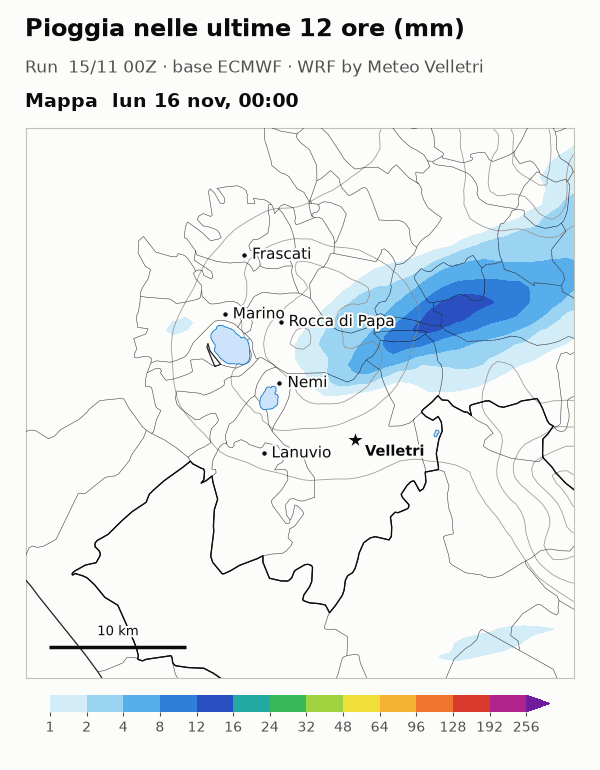 Pioggia nelle ultime 12 ore (mm)
Run  15/11 00Z · base ECMWF · WRF by Meteo Velletri
Mappa  lun 16 nov, 00:00
Frascati
Marino
Rocca di Papa
Nemi
Velletri
Lanuvio
10 km
1 2 4 8 12 16 24 32 48 64 96 128 192 256